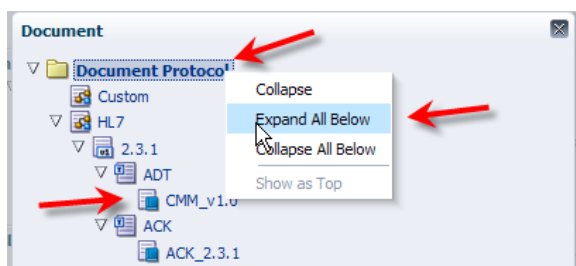 Document
Document Protocol
Collapse
Custom
Expand All Below
HL7
Collapse All Below
2.3.1
ADT
Show as Top
CMM_v1.0
ACK
ACK_2.3.1